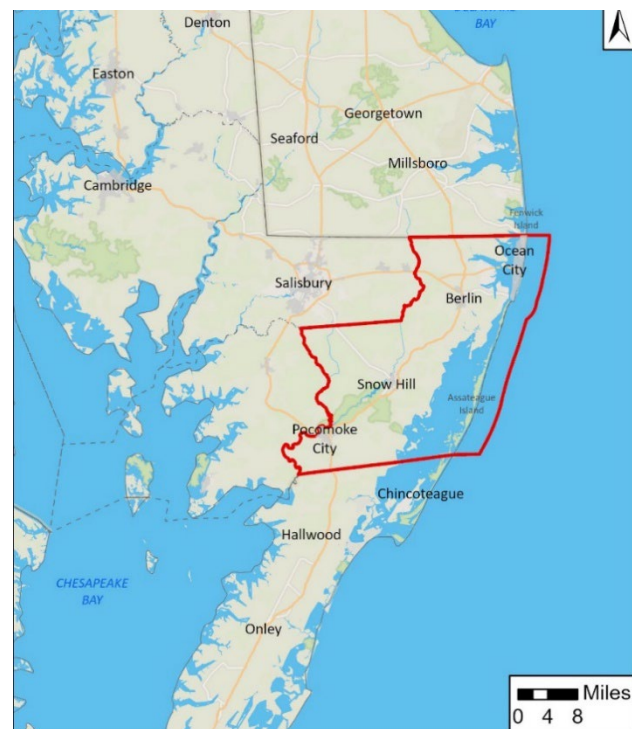 Denton
BAY
Easton
Georgetown
Seaford
Millsboro
Cambridge
Fenwick
Island
Ocean
City
Salisbury
Berlin
Snow Hill
Assateague
Island
Pocomoke
City
Chincoteague
Hallwood
CHESAPEAKE
BAY
Onley
Miles
0 4 8